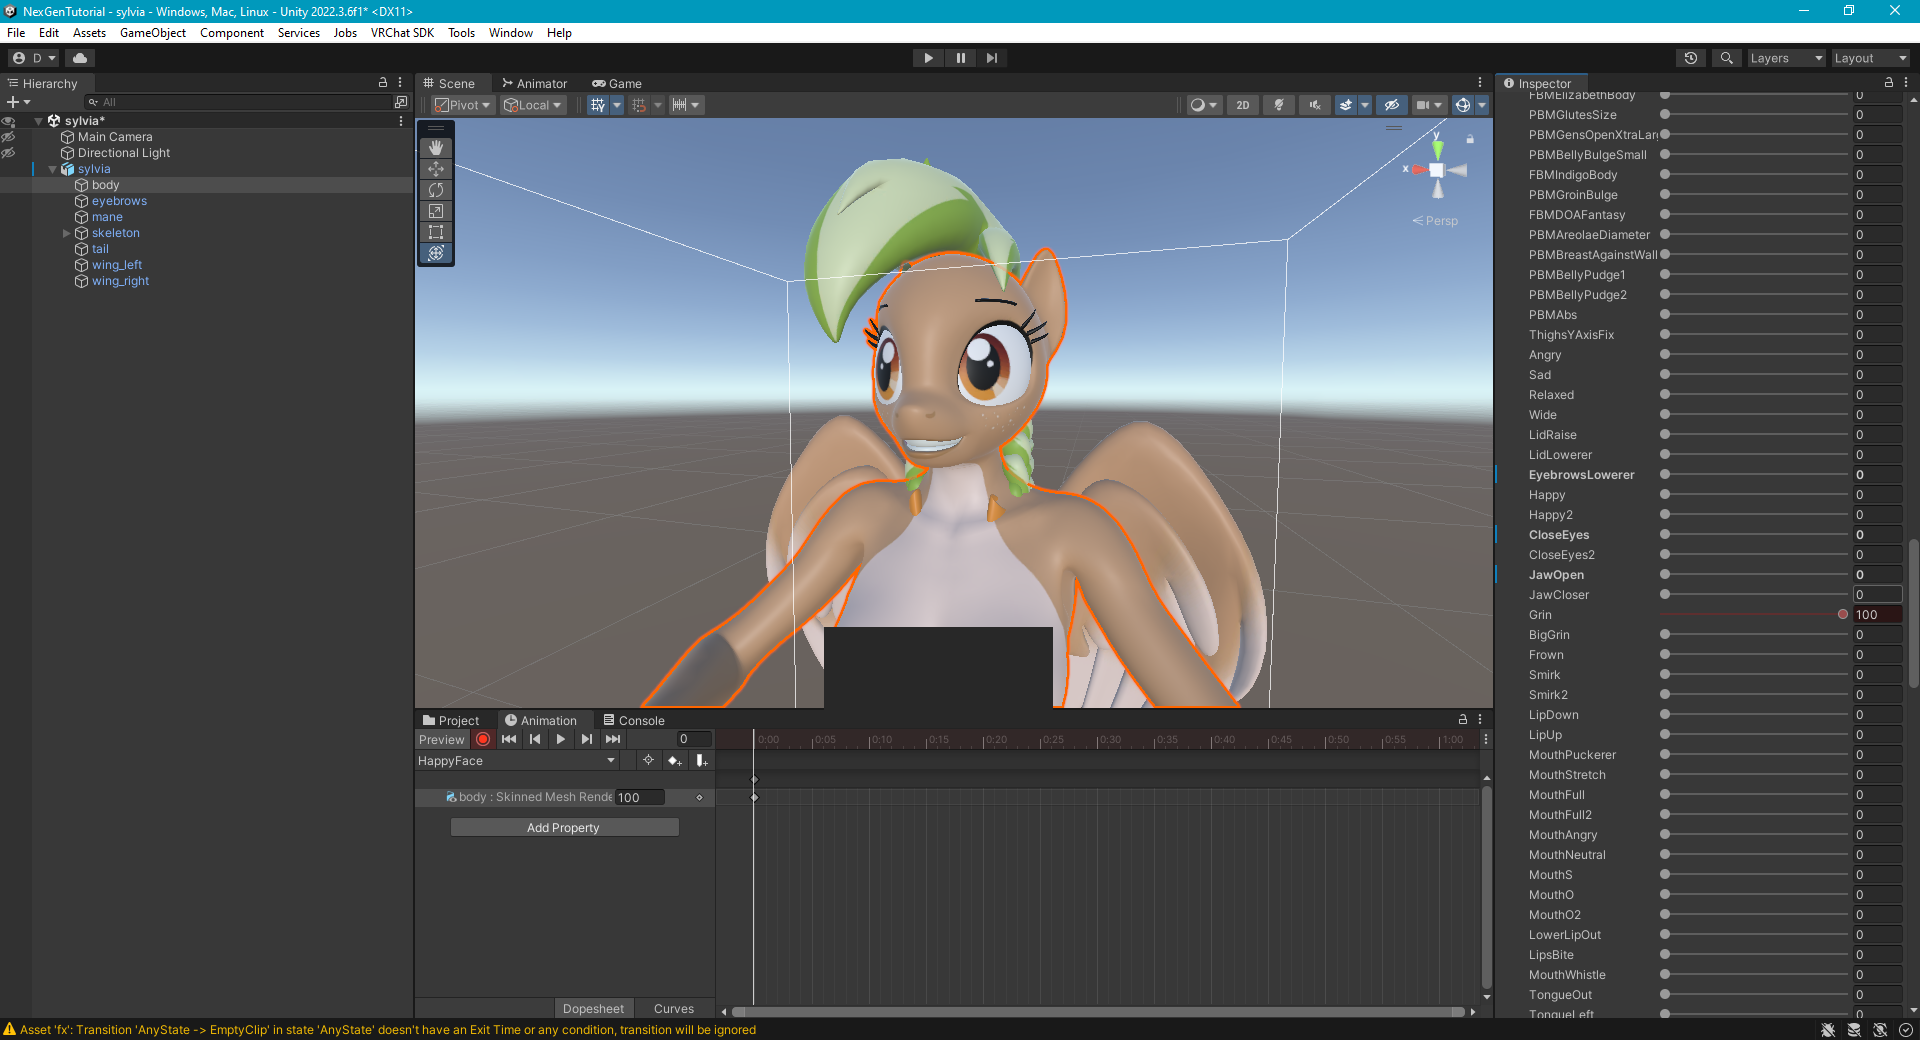 NexGenTutorial - sylvia - Windows, Mac, Linux - Unity 2022.3.6f1* <DX11>
File Edit Assets GameObject Component Services Jobs VRChat SDK Tools Window Help
D
Layers
Layout
Hierarchy
All
sylvia*
Main Camera
Directional Light
sylvia
body
eyebrows
mane
skeleton
tail
wing_left
wing_right
Scene
Animator
Game
Pivot
Local
2D
y
x
Persp
Project
Animation
Console
Preview
0
0:00 0:05 0:10 0:15 0:20 0:25 0:30 0:35 0:40 0:45 0:50 0:55 1:00
HappyFace
body : Skinned Mesh Rende 100
Add Property
Dopesheet
Curves
Inspector
FBMElizabethBody 0
PBMGlutesSize 0
PBMGensOpenXtraLar 0
PBMBellyBulgeSmall 0
FBMIndigoBody 0
PBMGroinBulge 0
FBMDOAFantasy 0
PBMAreolaeDiameter 0
PBMBreastAgainstWall 0
PBMBellyPudge1 0
PBMBellyPudge2 0
PBMAbs 0
ThighsYAxisFix 0
Angry 0
Sad 0
Relaxed 0
Wide 0
LidRaise 0
LidLowerer 0
EyebrowsLowerer 0
Happy 0
Happy2 0
CloseEyes 0
CloseEyes2 0
JawOpen 0
JawCloser 0
Grin 100
BigGrin 0
Frown 0
Smirk 0
Smirk2 0
LipDown 0
LipUp 0
MouthPuckerer 0
MouthStretch 0
MouthFull 0
MouthFull2 0
MouthAngry 0
MouthNeutral 0
MouthS 0
MouthO 0
MouthO2 0
LowerLipOut 0
LipsBite 0
MouthWhistle 0
TongueOut 0
TongueLeft 0
Asset 'fx': Transition 'AnyState -> EmptyClip' in state 'AnyState' doesn't have an Exit Time or any condition, transition will be ignored